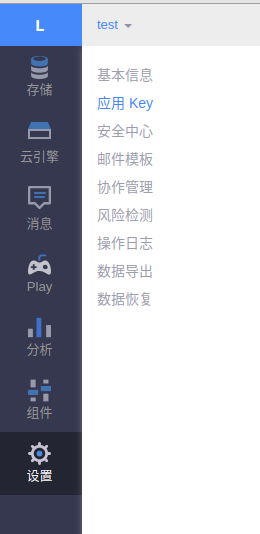 L
test
存储
云引擎
消息
Play
分析
组件
设置
基本信息
应用 Key
安全中心
邮件模板
协作管理
风险检测
操作日志
数据导出
数据恢复